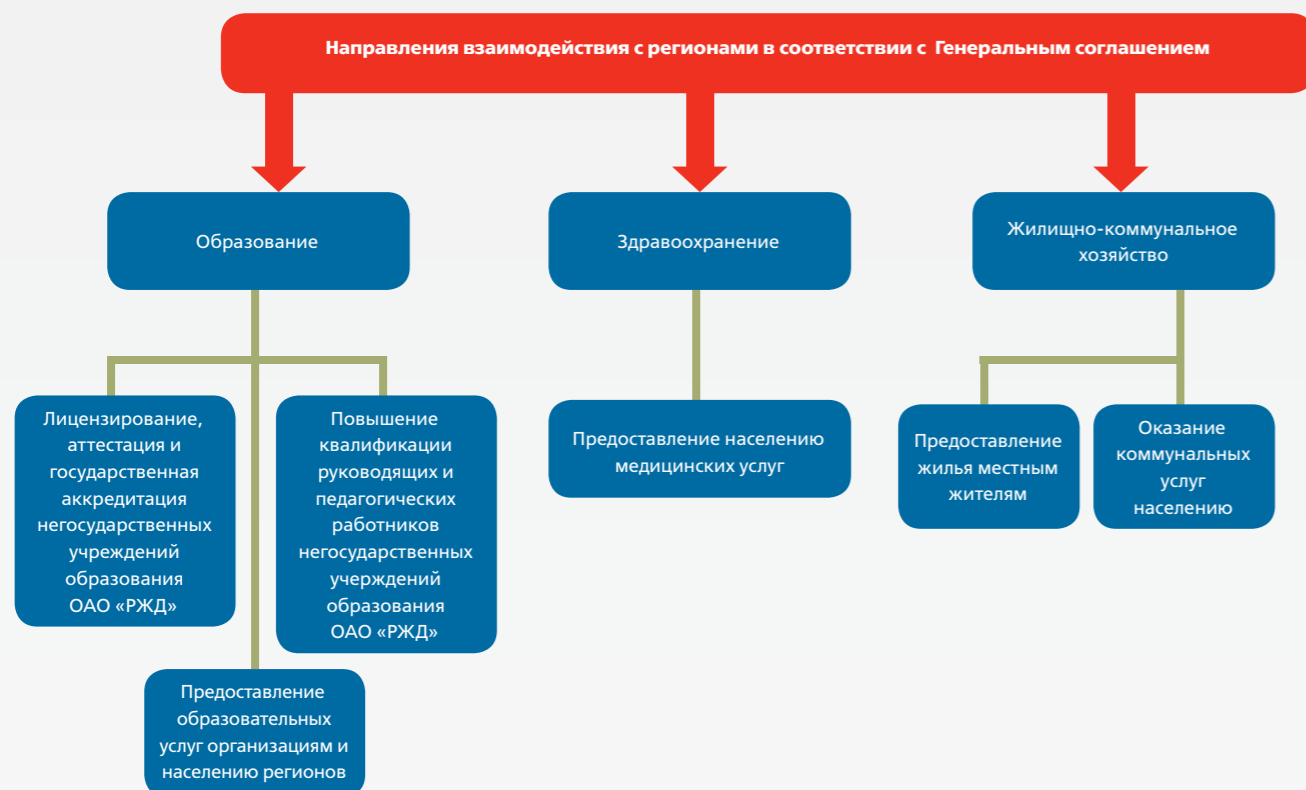 Направления взаимодействия с регионами в соответствии с Генеральным соглашением
Образование
Здравоохранение
Жилищно-коммунальное
хозяйство
Лицензирование,
аттестация и
государственная
аккредитация
негосударственных
учреждений
образования
ОАО «РЖД»
Повышение
квалификации
руководящих и
педагогических
работников
негосударственных
учерждений
образования
ОАО «РЖД»
Предоставление
образовательных
услуг организациям и
населению регионов
Предоставление населению
медицинских услуг
Предоставление
жилья местным
жителям
Оказание
коммунальных
услуг
населению